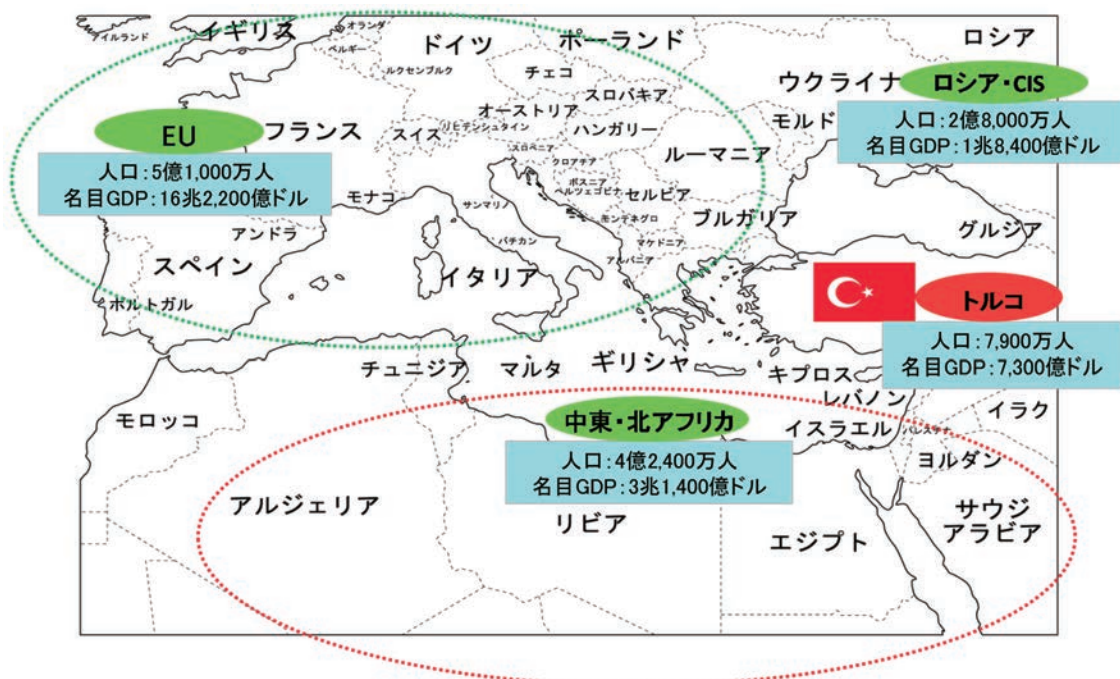 アイルランド
イギリス
オランダ
ベルギー
ドイツ
ポーランド
ロシア
ルクセンブルク
チェコ
スロバキア
ウクライナ
ロシア・CIS
人口：2億8,000万人
名目GDP：1兆8,400億ドル
EU
人口：5億1,000万人
名目GDP：16兆2,200億ドル
フランス
スイス
リヒテンシュタイン
オーストリア
ハンガリー
モルド
スロベニア
クロアチア
ルーマニア
ボスニア
ヘルツェゴビナ
セルビア
モナコ
サンマリノ
モンテネグロ
ブルガリア
グルジア
アンドラ
バチカン
マケドニア
アルバニア
スペイン
イタリア
ポルトガル
トルコ
人口：7,900万人
名目GDP：7,300億ドル
チュニジア
マルタ
ギリシャ
キプロス
レバノン
モロッコ
中東・北アフリカ
人口：4億2,400万人
名目GDP：3兆1,400億ドル
イスラエル
パレスチナ
イラク
ヨルダン
アルジェリア
リビア
エジプト
サウジ
アラビア